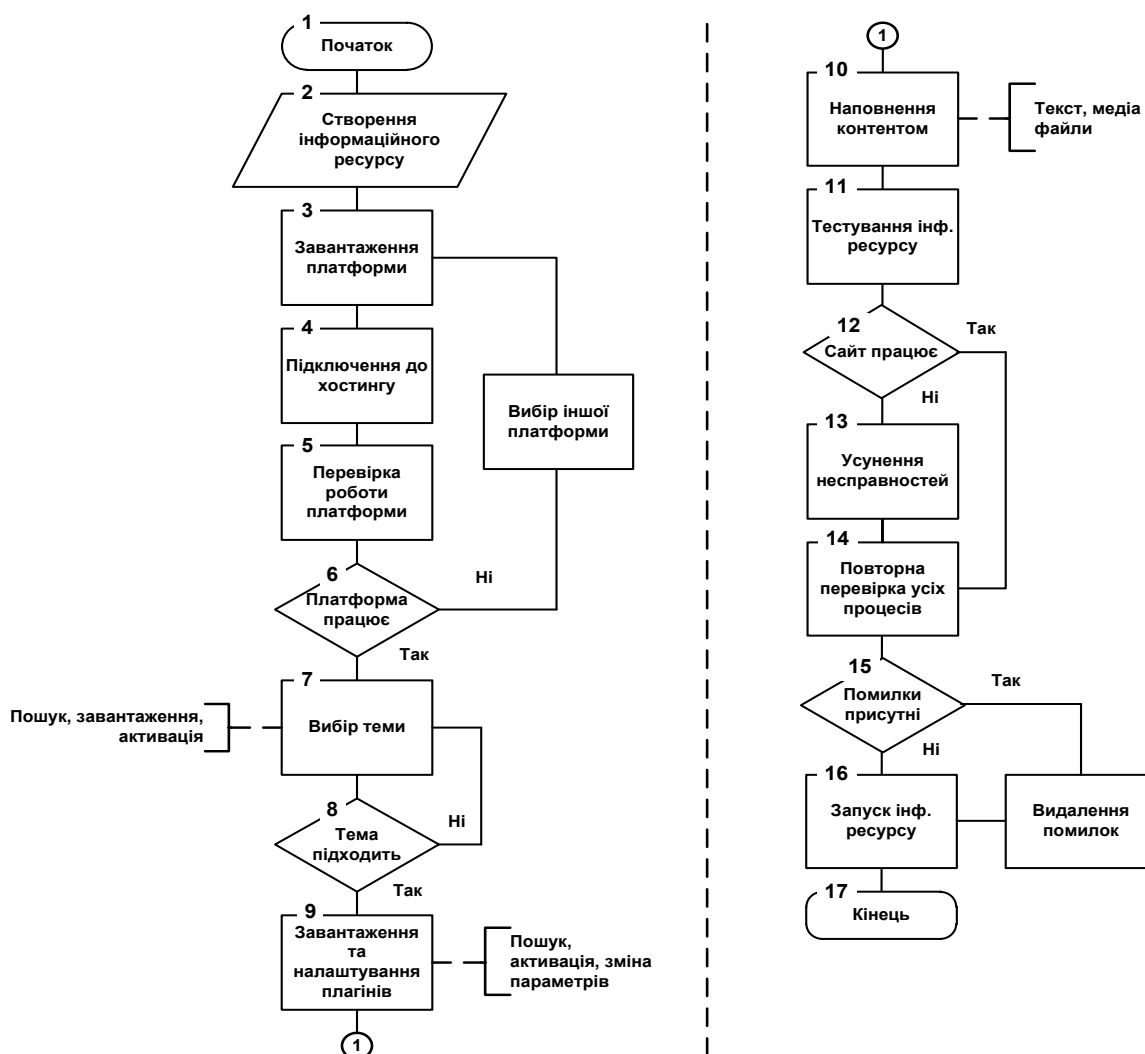 1
Початок
2
Створення
інформаційного
ресурсу
3
Завантаження
платформи
4
Підключення до
хостингу
Вибір іншої
платформи
5
Перевірка
роботи
платформи
6
Платформа
працює
Ні
Так
7
Вибір теми
Пошук, завантаження,
активація
8
Тема
підходить
Ні
Так
9
Завантаження
та
налаштування
плагінів
Пошук,
активація, зміна
параметрів
1
1
10
Наповнення
контентом
Текст, медіа
файли
11
Тестування інф.
ресурсу
12
Сайт працює
Так
Ні
13
Усунення
несправностей
14
Повторна
перевірка усіх
процесів
15
Помилки
присутні
Так
Ні
16
Запуск інф.
ресурсу
Видалення
помилок
17
Кінець